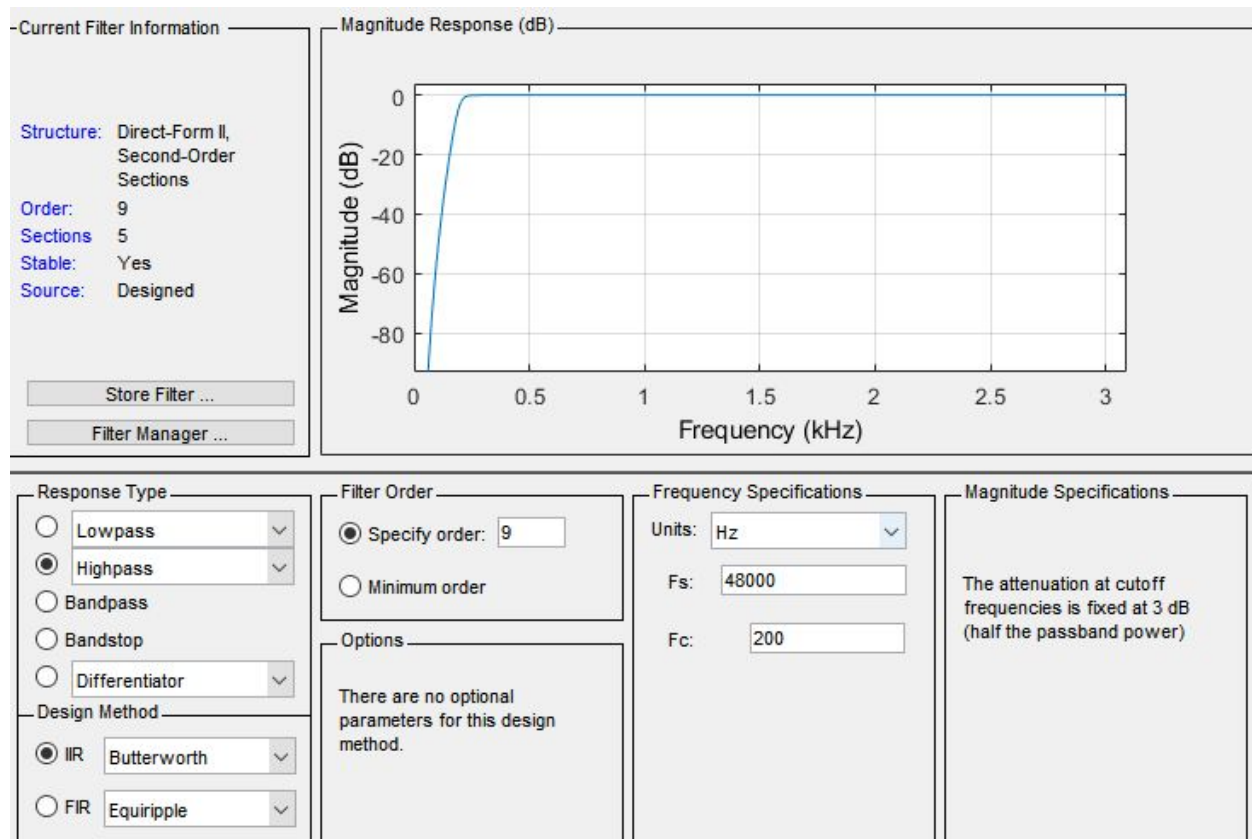 Current Filter Information
Structure: Direct-Form II,
Second-Order
Sections
Order: 9
Sections 5
Stable: Yes
Source: Designed
Store Filter ...
Filter Manager ...
Magnitude Response (dB)
Magnitude (dB)
0
-20
-40
-60
-80
0 0.5 1 1.5 2 2.5 3
Frequency (kHz)
Response Type
Lowpass
Highpass
Bandpass
Bandstop
Differentiator
Design Method
IIR Butterworth
FIR Equiripple
Filter Order
Specify order: 9
Minimum order
Options
There are no optional
parameters for this design
method.
Frequency Specifications
Units: Hz
Fs: 48000
Fc: 200
Magnitude Specifications
The attenuation at cutoff
frequencies is fixed at 3 dB
(half the passband power)